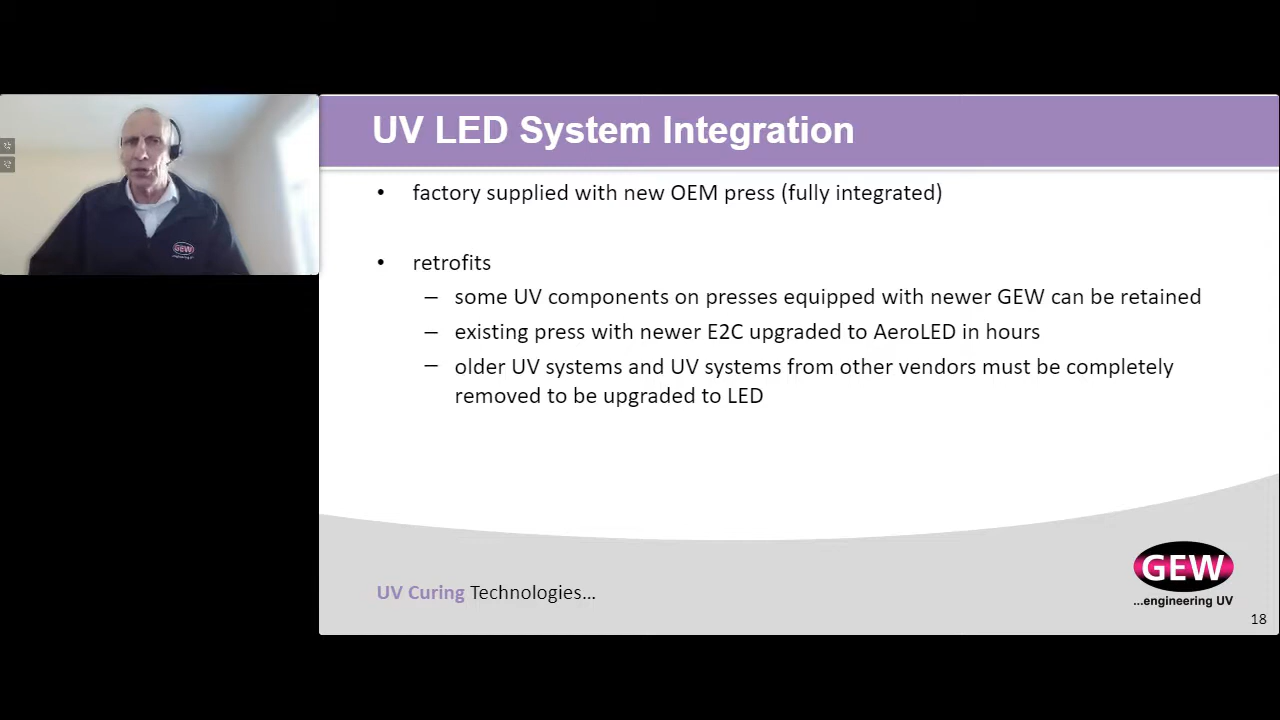 UV LED System Integration
• factory supplied with new OEM press (fully integrated)
• retrofits
– some UV components on presses equipped with newer GEW can be retained
– existing press with newer E2C upgraded to AeroLED in hours
– older UV systems and UV systems from other vendors must be completely
removed to be upgraded to LED
GEW
UV Curing Technologies...
GEW
...engineering UV
18